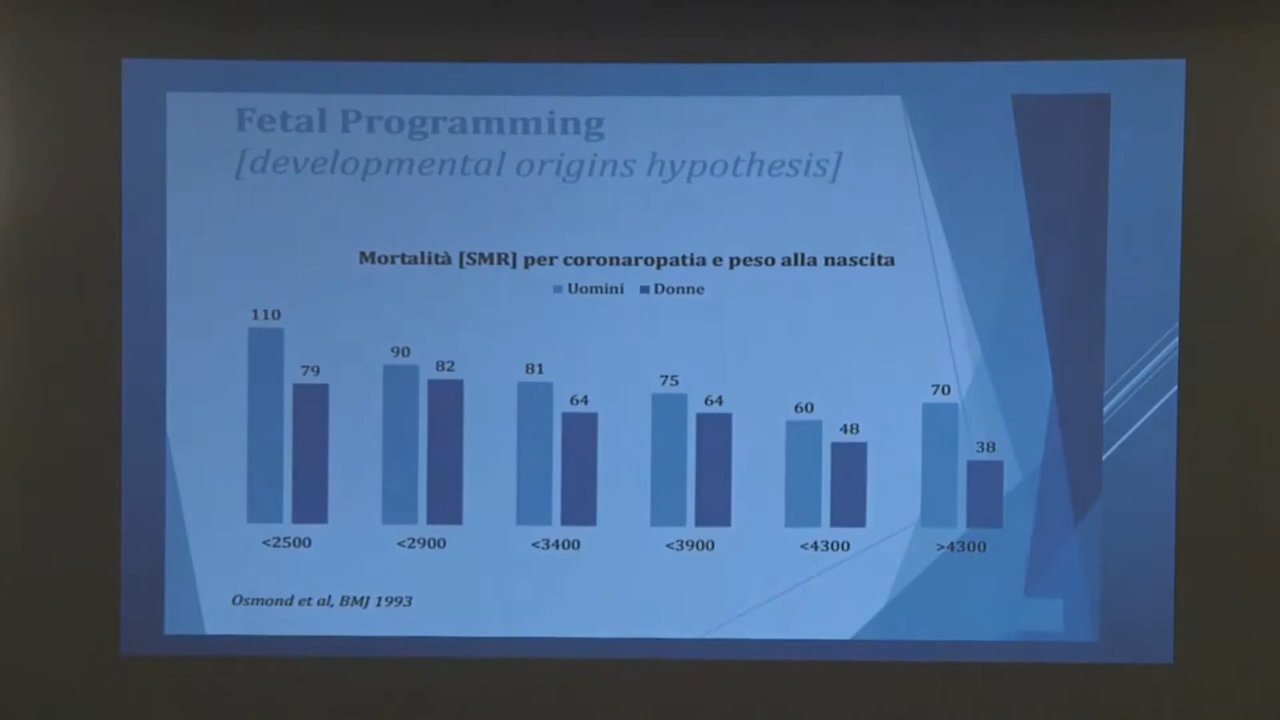 Fetal Programming
[developmental origins hypothesis]
Mortalità [SMR] per coronaropatia e peso alla nascita
Uomini Donne
110 79 90 82 81 64 75 64 60 48 70 38
<2500 <2900 <3400 <3900 <4300 >4300
Osmond et al, BMJ 1993